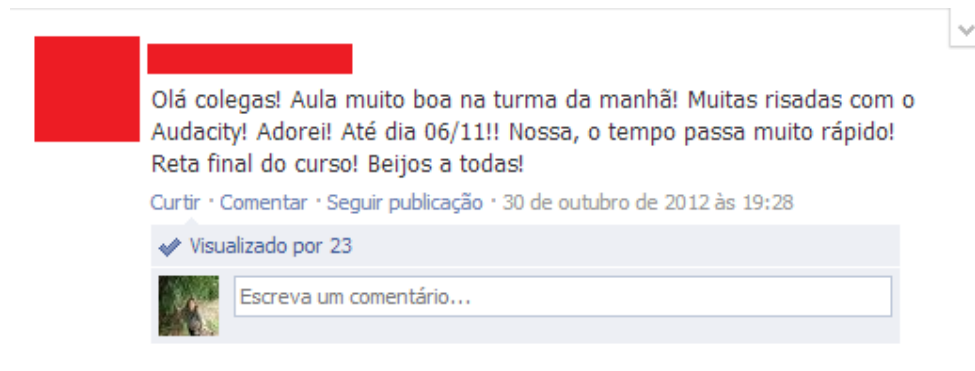 Olá colegas! Aula muito boa na turma da manhã! Muitas risadas com o
Audacity! Adorei! Até dia 06/11!! Nossa, o tempo passa muito rápido!
Reta final do curso! Beijos a todas!
Curtir · Comentar · Seguir publicação · 30 de outubro de 2012 às 19:28
Visualizado por 23
Escreva um comentário...